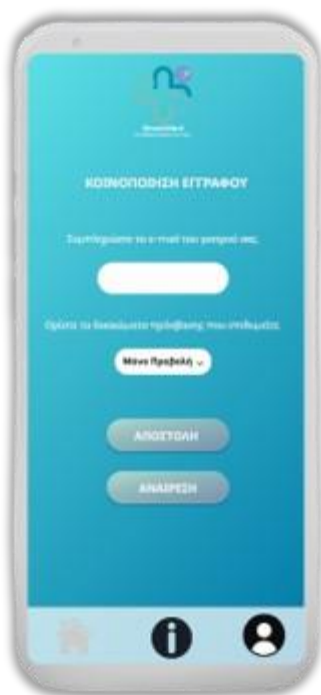 ΚΟΙΝΟΠΟΙΗΣΗ ΕΓΓΡΑΦΟΥ
Συμπληρώστε το e-mail του γιατρού σας
Ορίστε τα δικαιώματα πρόσβασης που επιθυμείτε
Μόνο Προβολή
ΑΠΟΣΤΟΛΗ
ΑΝΑΙΡΕΣΗ